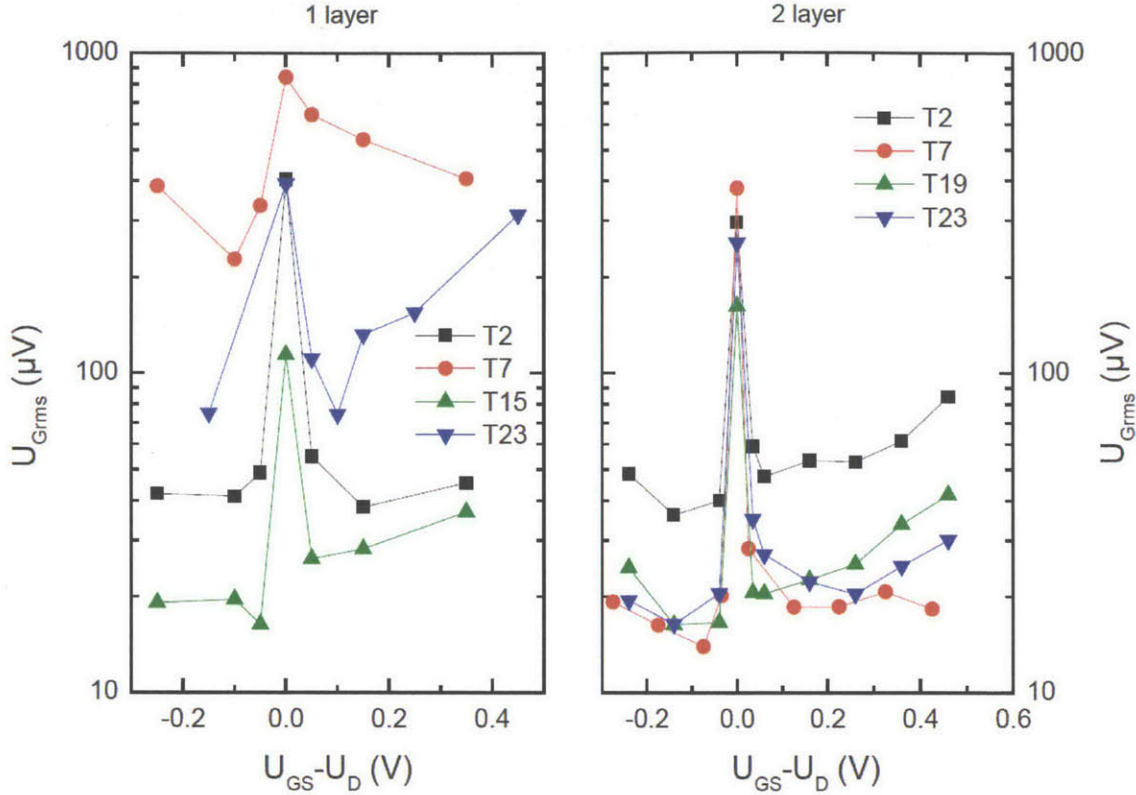 1 layer
1000
100
10
U_Grms (µV)
T2
T7
T15
T23
-0.2
0.0
0.2
0.4
U_GS-U_D (V)
2 layer
T2
T7
T19
T23
1000
100
10
U_Grms (µV)
-0.2
0.0
0.2
0.4
0.6
U_GS-U_D (V)